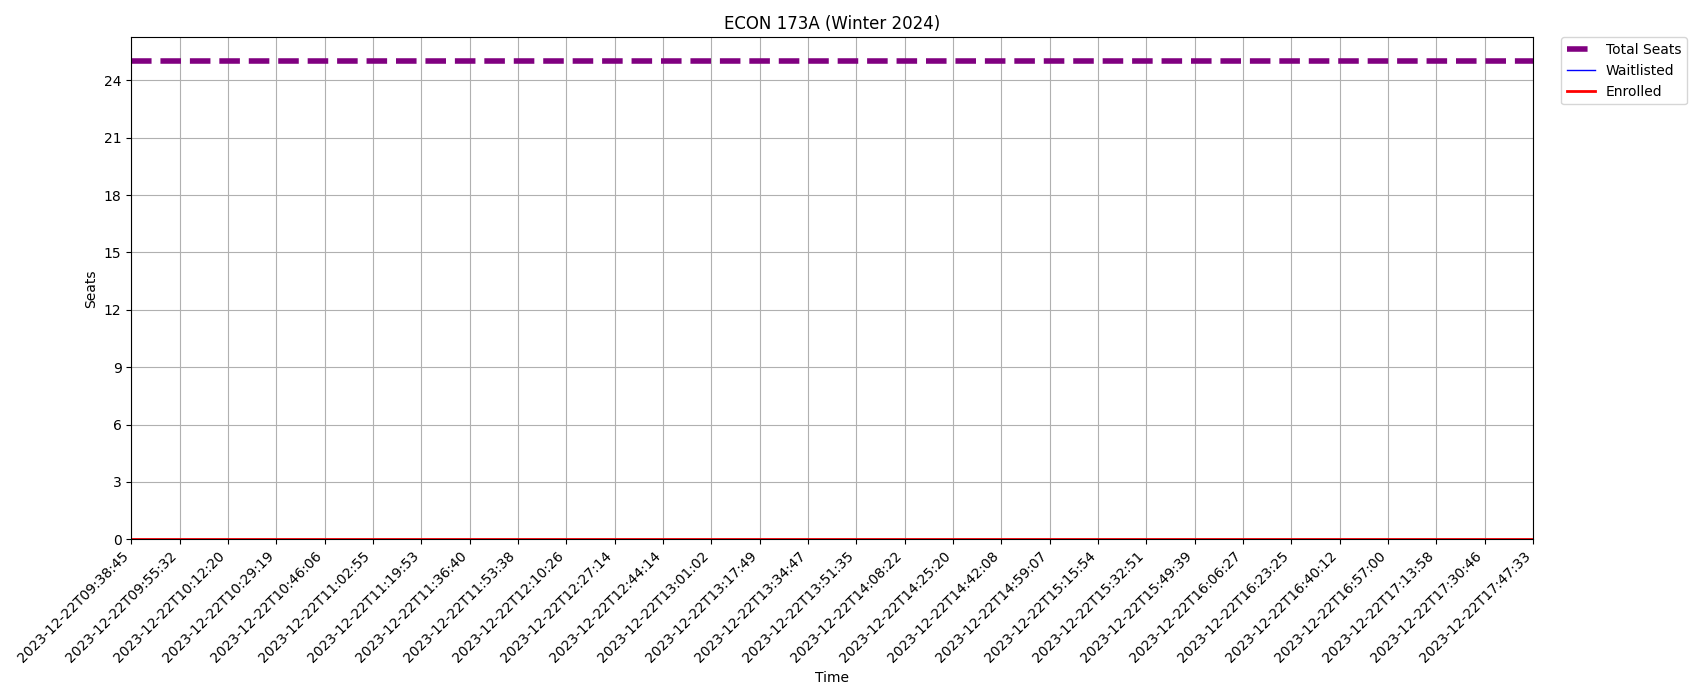 ECON 173A (Winter 2024)
Total Seats
Waitlisted
Enrolled
Seats
24
21
18
15
12
9
6
3
0
2023-12-22T09:38:45
2023-12-22T09:55:32
2023-12-22T10:12:20
2023-12-22T10:29:19
2023-12-22T10:46:06
2023-12-22T11:02:55
2023-12-22T11:19:53
2023-12-22T11:36:40
2023-12-22T11:53:38
2023-12-22T12:10:26
2023-12-22T12:27:14
2023-12-22T12:44:14
2023-12-22T13:01:02
2023-12-22T13:17:49
2023-12-22T13:34:47
2023-12-22T13:51:35
2023-12-22T14:08:22
2023-12-22T14:25:20
2023-12-22T14:42:08
2023-12-22T14:59:07
2023-12-22T15:15:54
2023-12-22T15:32:51
2023-12-22T15:49:39
2023-12-22T16:06:27
2023-12-22T16:23:25
2023-12-22T16:40:12
2023-12-22T16:57:00
2023-12-22T17:13:58
2023-12-22T17:30:46
2023-12-22T17:47:33
Time